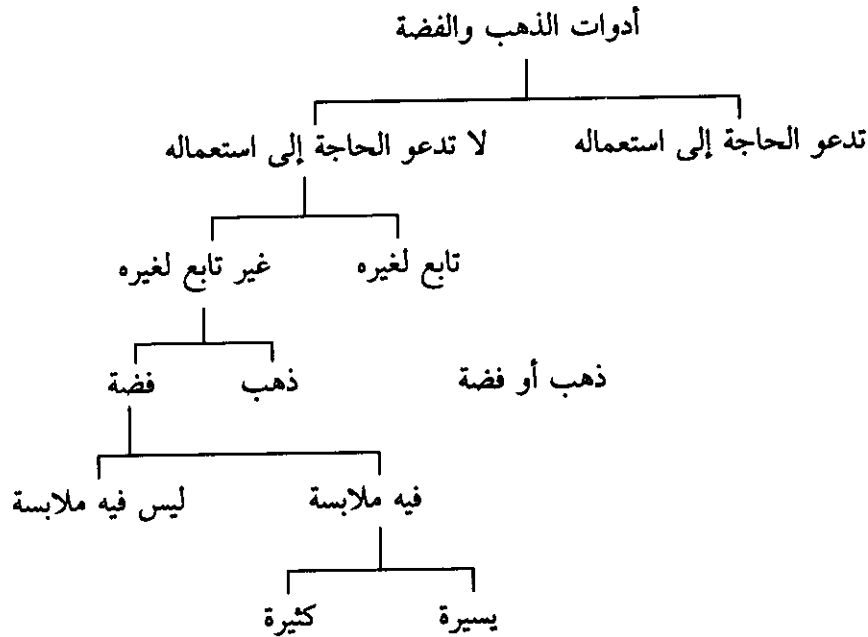 أدوات الذهب والفضة
تدعو الحاجة إلى استعماله لا تدعو الحاجة إلى استعماله
تابع لغيره غير تابع لغيره
ذهب أو فضة ذهب فضة
فيه ملابسة ليس فيه ملابسة
يسيرة كثيرة